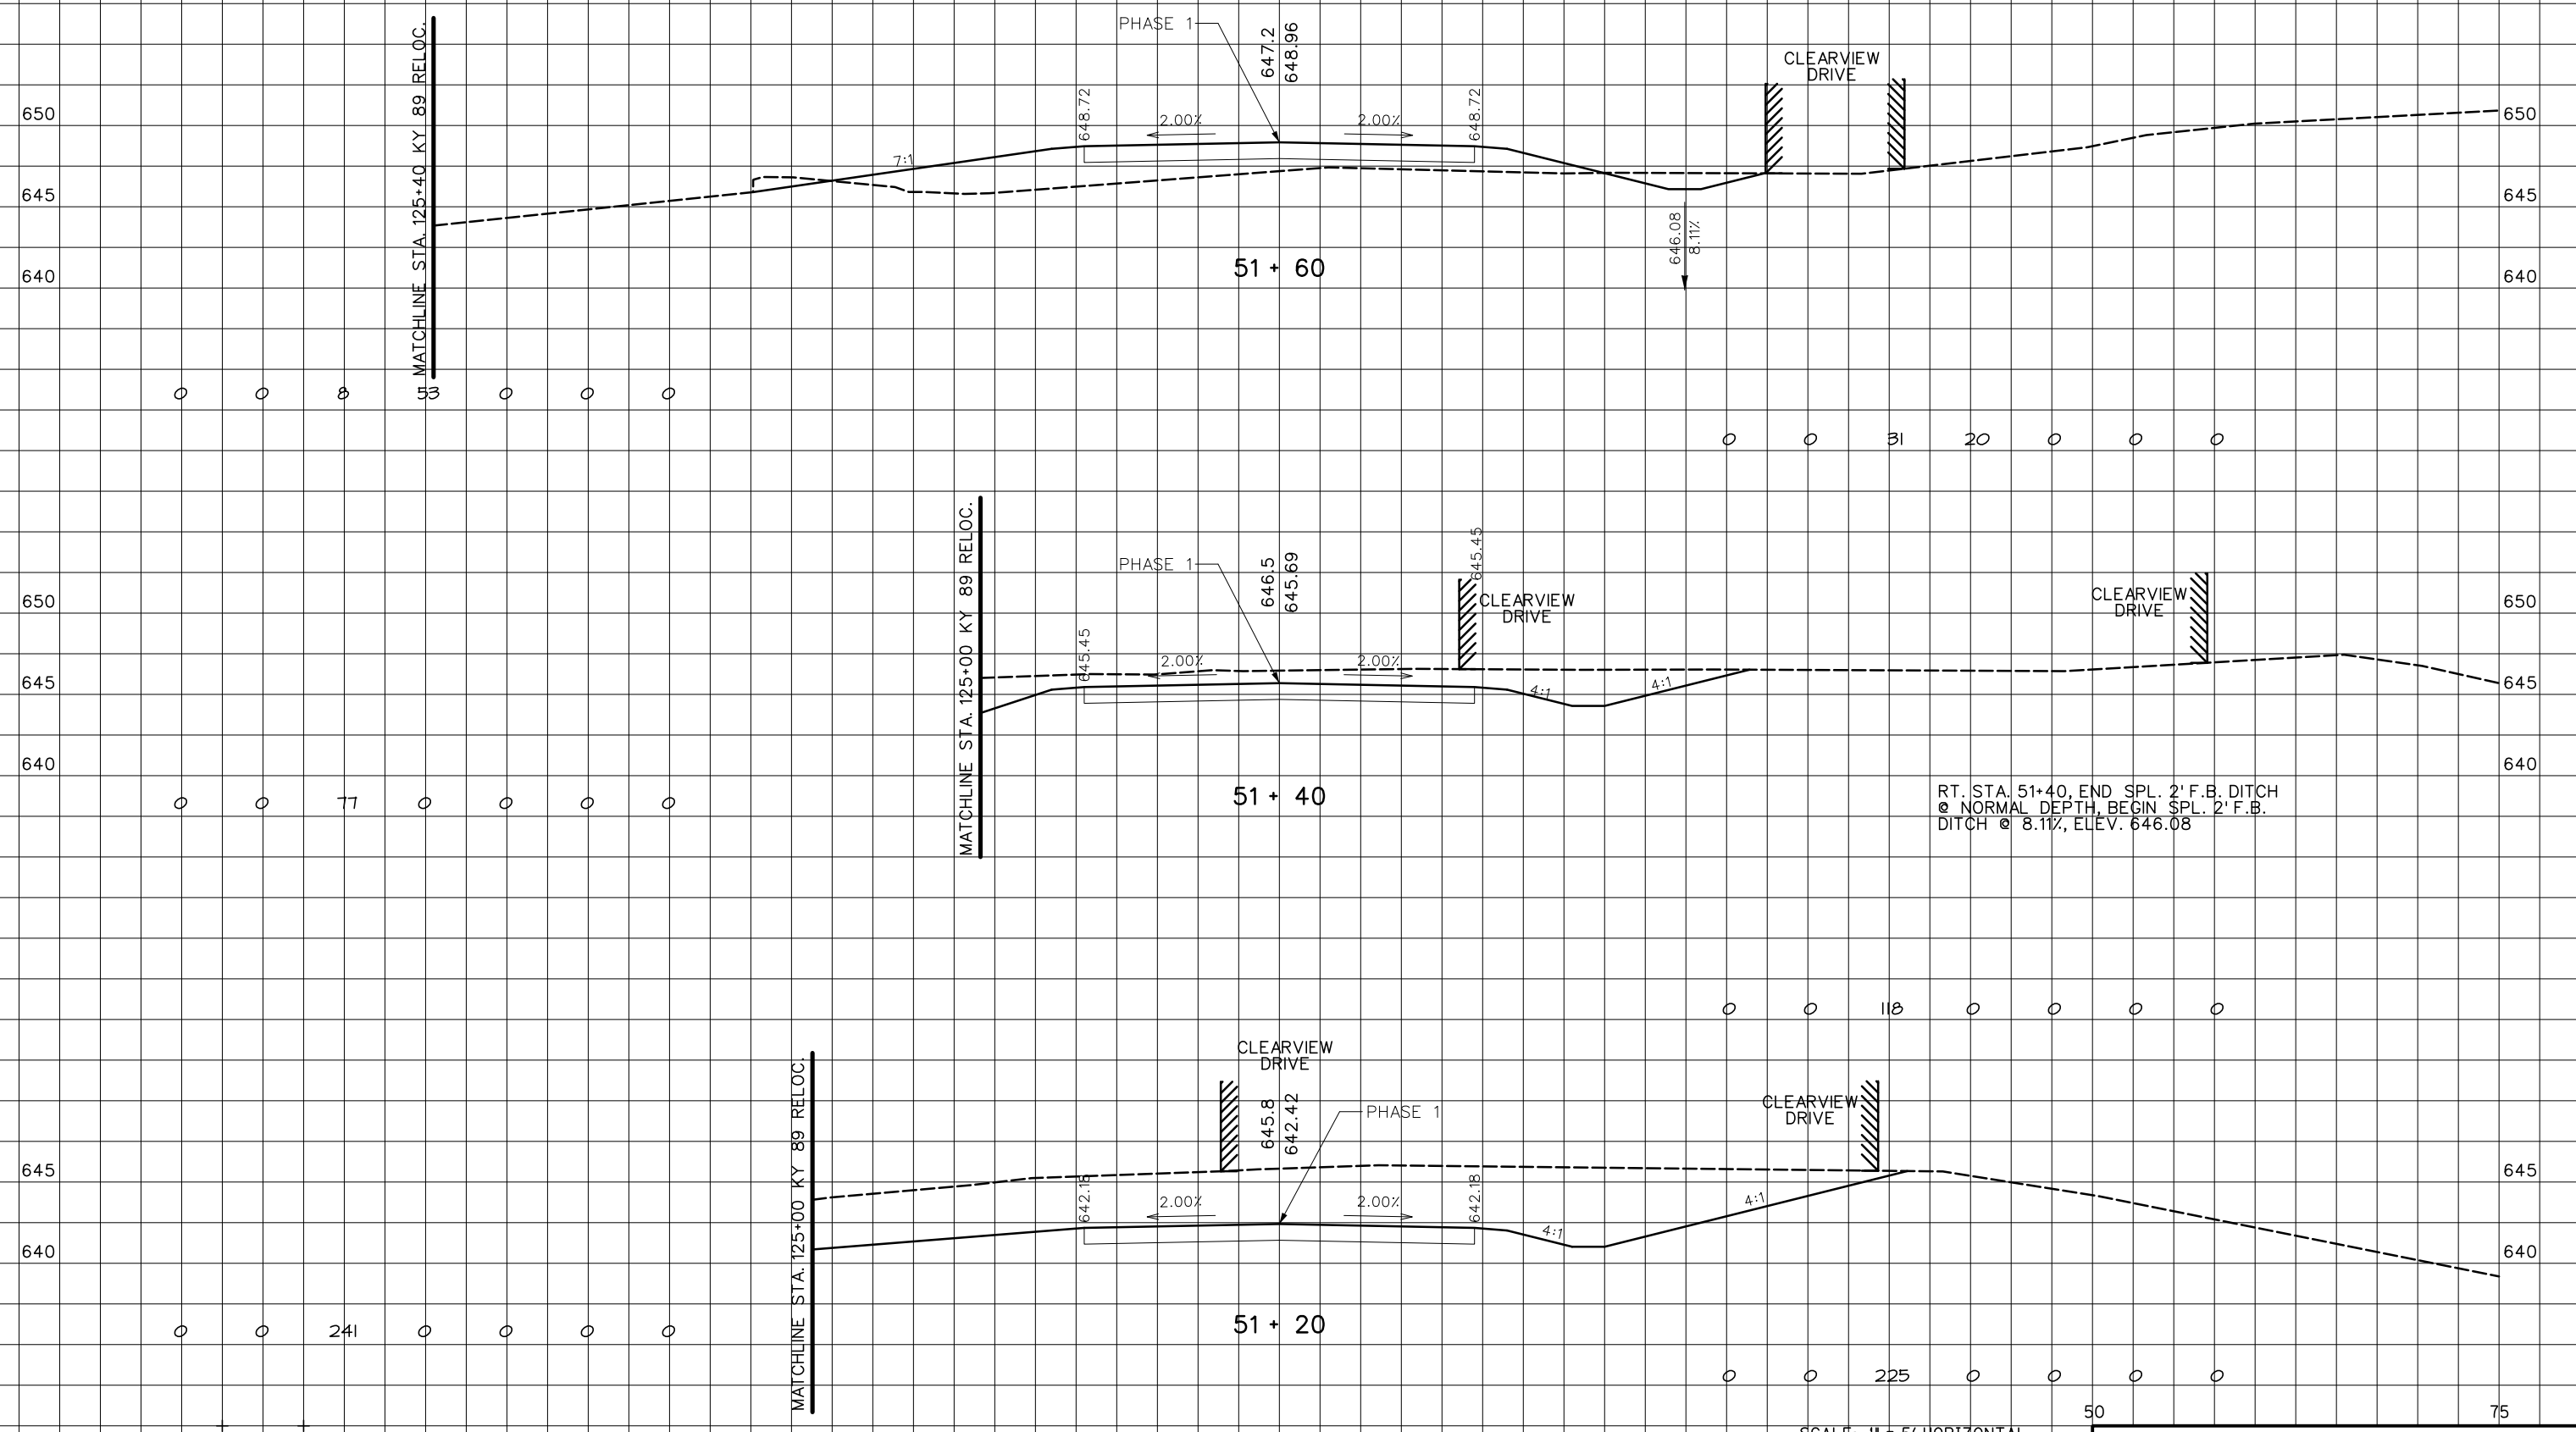 PHASE 1
647.2
648.96
CLEARVIEW
DRIVE
MATCHLINE STA. 125+40 KY 89 RELOC.
648.72
648.72
650
650
2.00%
2.00%
7:1
645
645
646.08
8.11%
640
51 + 60
640
0 0 8 53 0 0 0
0 0 31 20 0 0 0
MATCHLINE STA. 125+00 KY 89 RELOC.
PHASE 1
646.5
645.69
645.45
645.45
CLEARVIEW
DRIVE
CLEARVIEW
DRIVE
650
650
2.00%
2.00%
4:1
4:1
645
645
640
640
51 + 40
RT. STA. 51+40, END SPL. 2' F.B. DITCH
@ NORMAL DEPTH, BEGIN SPL. 2' F.B.
DITCH @ 8.11%, ELEV. 646.08
0 0 77 0 0 0 0
0 0 118 0 0 0 0
MATCHLINE STA. 125+00 KY 89 RELOC.
CLEARVIEW
DRIVE
645.8
642.42
PHASE 1
CLEARVIEW
DRIVE
645
645
642.18
642.18
2.00%
2.00%
4:1
4:1
640
640
51 + 20
0 0 241 0 0 0 0
0 0 225 0 0 0 0
50
75